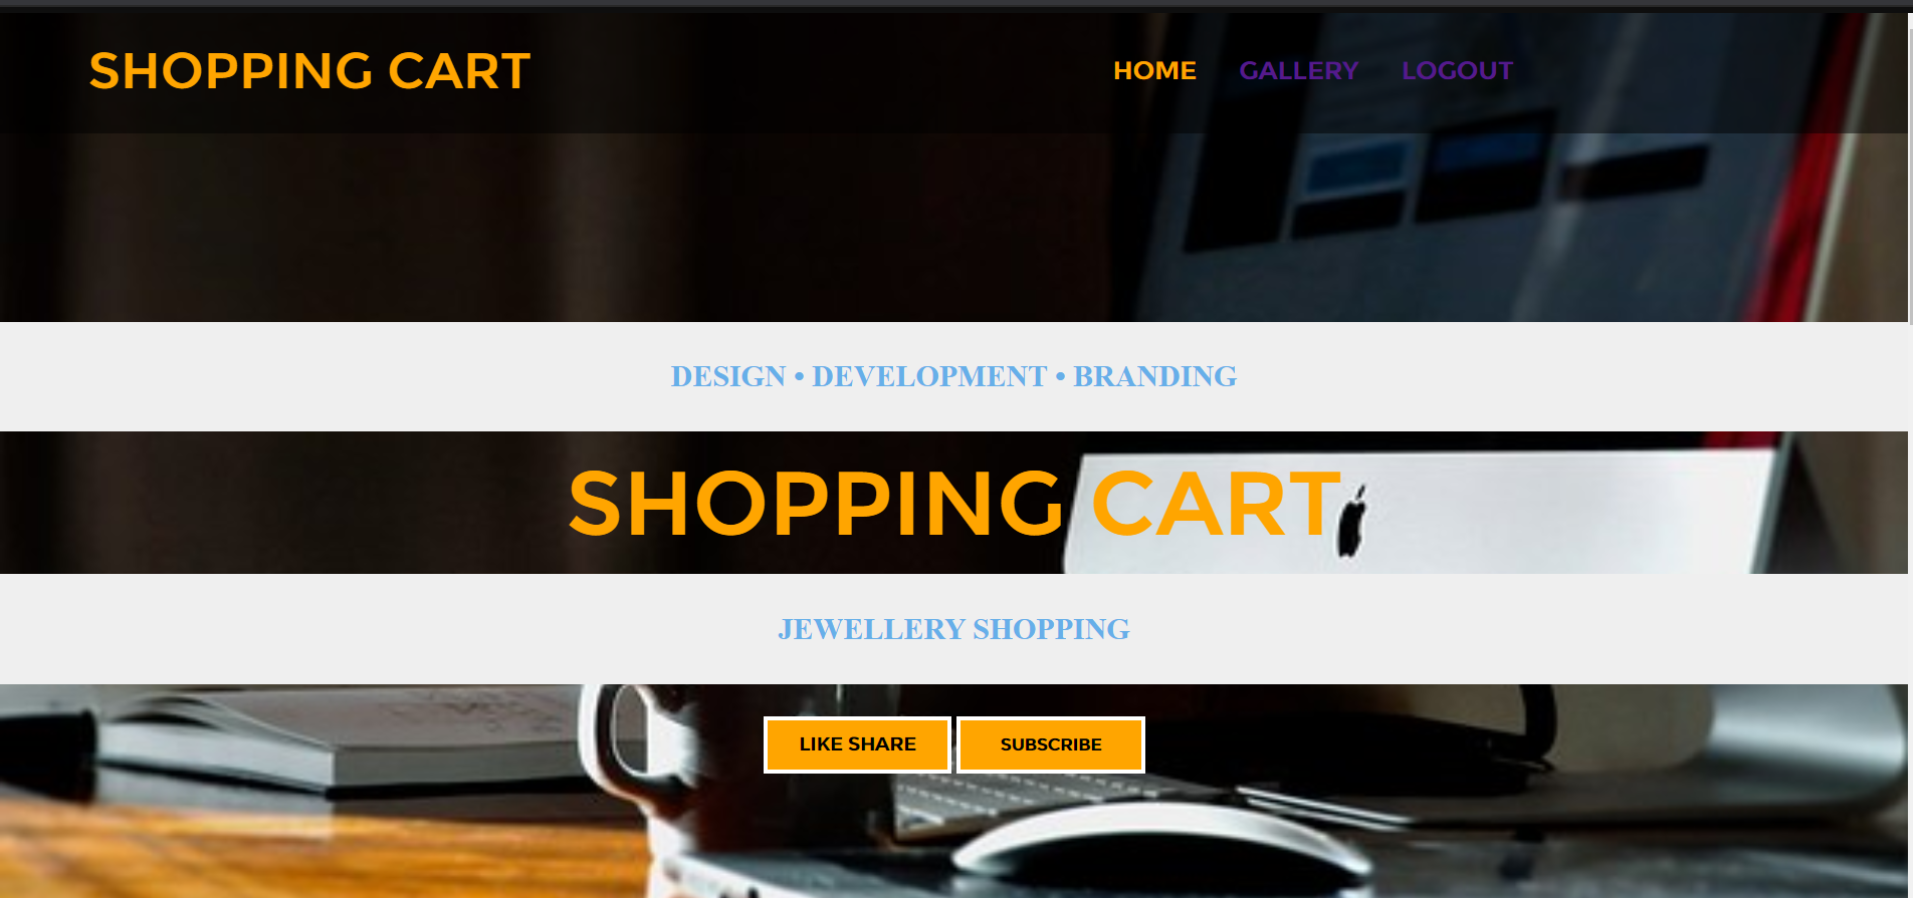 SHOPPING CART
HOME GALLERY LOGOUT
DESIGN • DEVELOPMENT • BRANDING
SHOPPING CART
JEWELLERY SHOPPING
LIKE SHARE
SUBSCRIBE